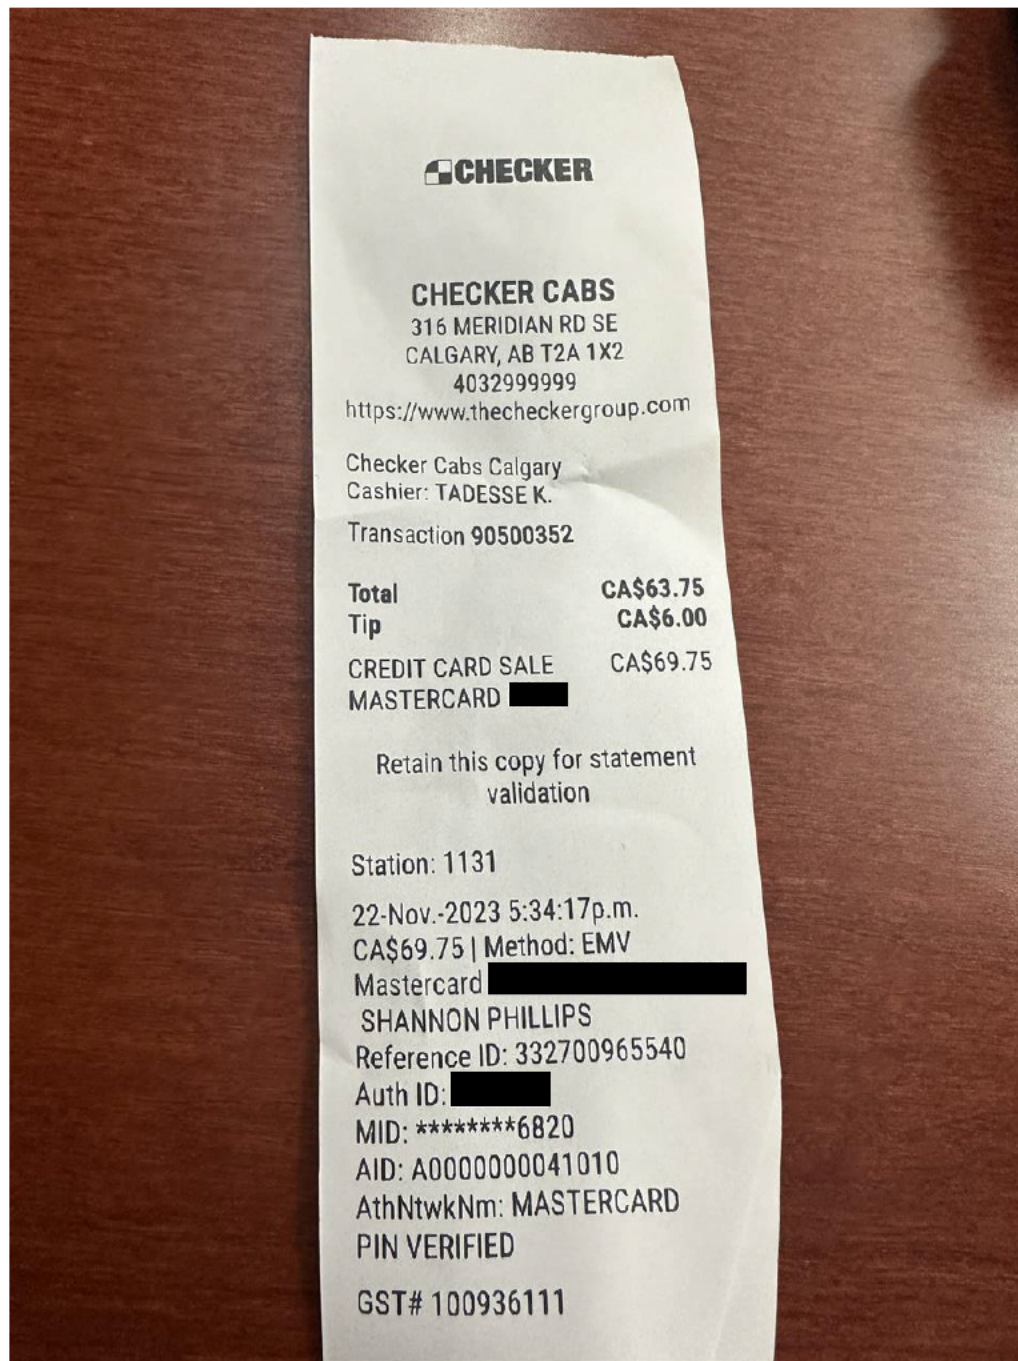 CHECKER
CHECKER CABS
316 MERIDIAN RD SE
CALGARY, AB T2A 1X2
4032999999
https://www.thecheckergroup.com
Checker Cabs Calgary
Cashier: TADESSE K.
Transaction 90500352
Total CA$63.75
Tip CA$6.00
CREDIT CARD SALE CA$69.75
MASTERCARD
Retain this copy for statement
validation
Station: 1131
22-Nov.-2023 5:34:17p.m.
CA$69.75 | Method: EMV
Mastercard
SHANNON PHILLIPS
Reference ID: 332700965540
Auth ID:
MID: ********6820
AID: A0000000041010
AthNtwkNm: MASTERCARD
PIN VERIFIED
GST# 100936111